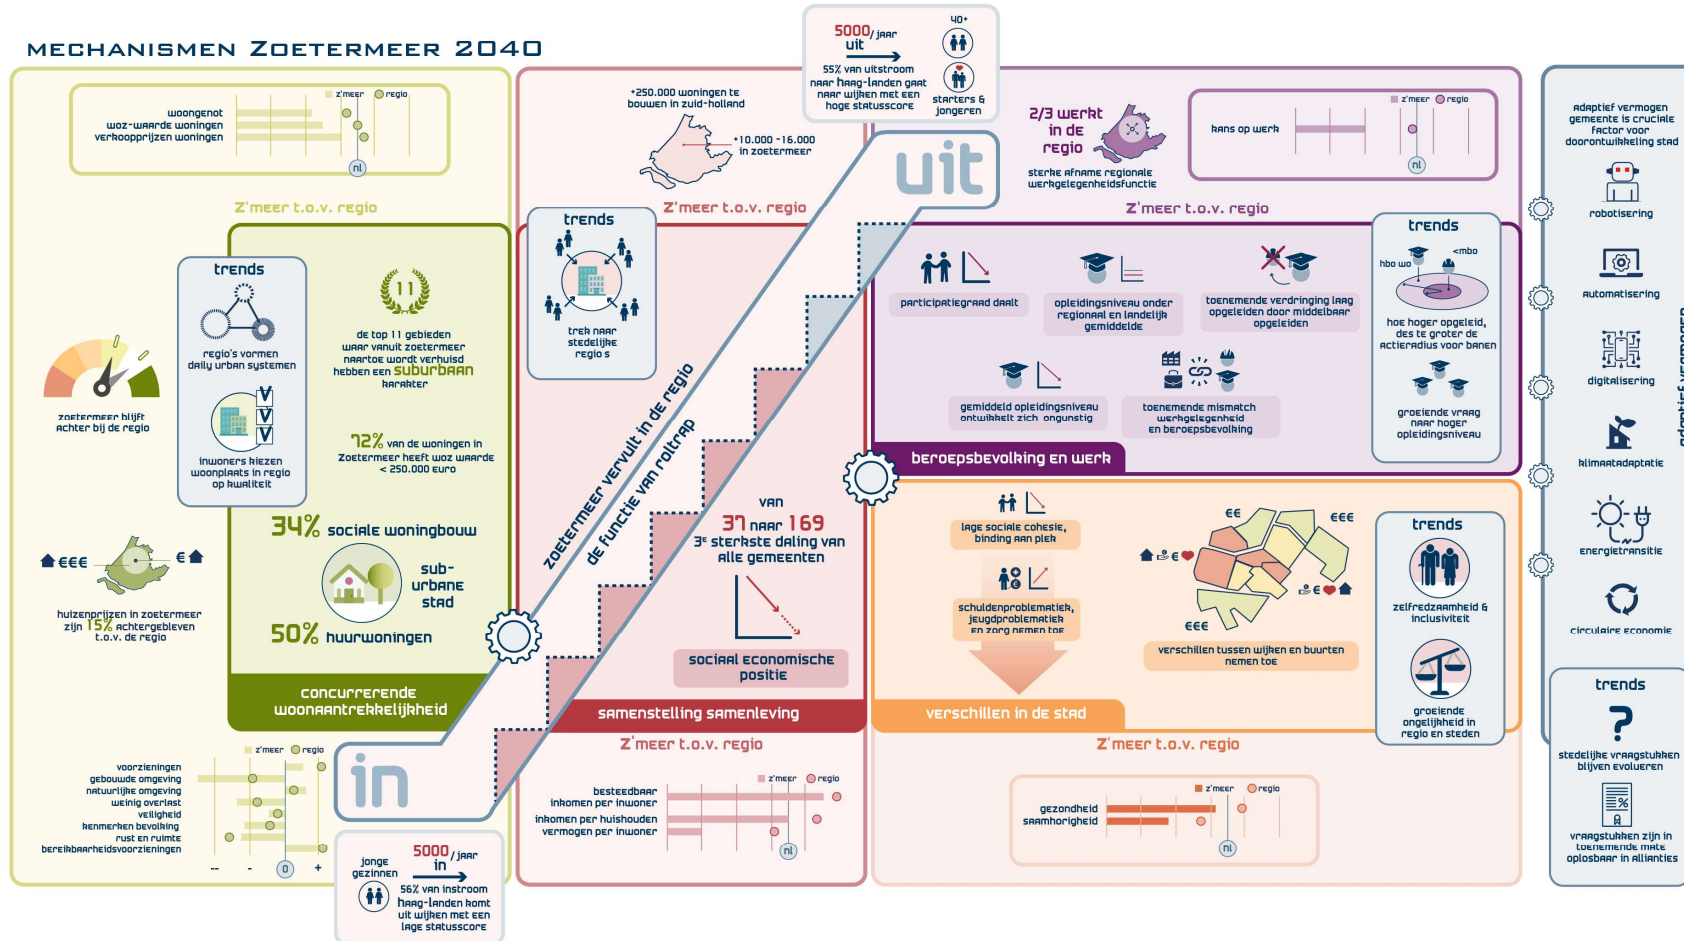 mechanismen Zoetermeer 2040
z'meer
regio
woongenot
woz-waarde woningen
verkoopprijzen woningen
nl
z'meer t.o.v. regio
trends
regio's vormen
daily urban systemen
inwoners kiezen
woonplaats in regio
op kwaliteit
zoetermeer blijft
achter bij de regio
€€€
€
huizenprijzen in zoetermeer
zijn 15% achtergebleven
t.o.v. de regio
11
de top 11 gebieden
waar vanuit zoetermeer
naartoe wordt verhuisd
hebben een suburbaan
karakter
72% van de woningen in
zoetermeer heeft woz waarde
< 250.000 euro
34% sociale woningbouw
sub-
urbane
stad
50% huurwoningen
concurrerende
woonaantrekkelijkheid
z'meer
regio
voorzieningen
gebouwde omgeving
natuurlijke omgeving
weinig overlast
veiligheid
kenmerken bevolking
rust en ruimte
bereikbaarheidsvoorzieningen
--
-
0
+
in
jonge
gezinnen
5000/jaar
in
56% van instroom
haag-landen komt
uit wijken met een
lage statusscore
zoetermeer vervult in de regio
de functie van roltrap
uit
5000/jaar
uit
55% van uitstroom
naar haag-landen gaat
naar wijken met een
hoge statusscore
40+
starters &
jongeren
+250.000 woningen te
bouwen in zuid-holland
+10.000 -16.000
in zoetermeer
z'meer t.o.v. regio
trends
trek naar
stedelijke
regio s
van
37 naar 169
3e sterkste daling van
alle gemeenten
sociaal economische
positie
samenstelling samenleving
z'meer t.o.v. regio
z'meer
regio
besteedbaar
inkomen per inwoner
inkomen per huishouden
vermogen per inwoner
nl
2/3 werkt
in de
regio
sterke afname regionale
werkgelegenheidsfunctie
z'meer
regio
kans op werk
nl
z'meer t.o.v. regio
participatiegraad daalt
opleidingsniveau onder
regionaal en landelijk
gemiddelde
toenemende verdringing laag
opgeleiden door middelbaar
opgeleiden
gemiddeld opleidingsniveau
ontwikkelt zich ongunstig
toenemende mismatch
werkgelegenheid
en beroepsbevolking
beroepsbevolking en werk
trends
hbo wo
<mbo
hoe hoger opgeleid,
des te groter de
actieradius voor banen
groeiende vraag
naar hoger
opleidingsniveau
lage sociale cohesie,
binding aan plek
€
schuldenproblematiek,
jeugdproblematiek
en zorg nemen toe
€€
€€€
€
€
€€€
verschillen tussen wijken en buurten
nemen toe
verschillen in de stad
trends
zelfredzaamheid &
inclusiviteit
groeiende
ongelijkheid in
regio en steden
z'meer t.o.v. regio
z'meer
regio
gezondheid
saamhorigheid
nl
adaptief vermogen
gemeente is cruciale
factor voor
doorontwikkeling stad
robotisering
automatisering
digitalisering
klimaatadaptatie
energietransitie
circulaire economie
adaptief vermogen
trends
?
stedelijke vraagstukken
blijven evolueren
%
vraagstukken zijn in
toenemende mate
oplosbaar in allianties